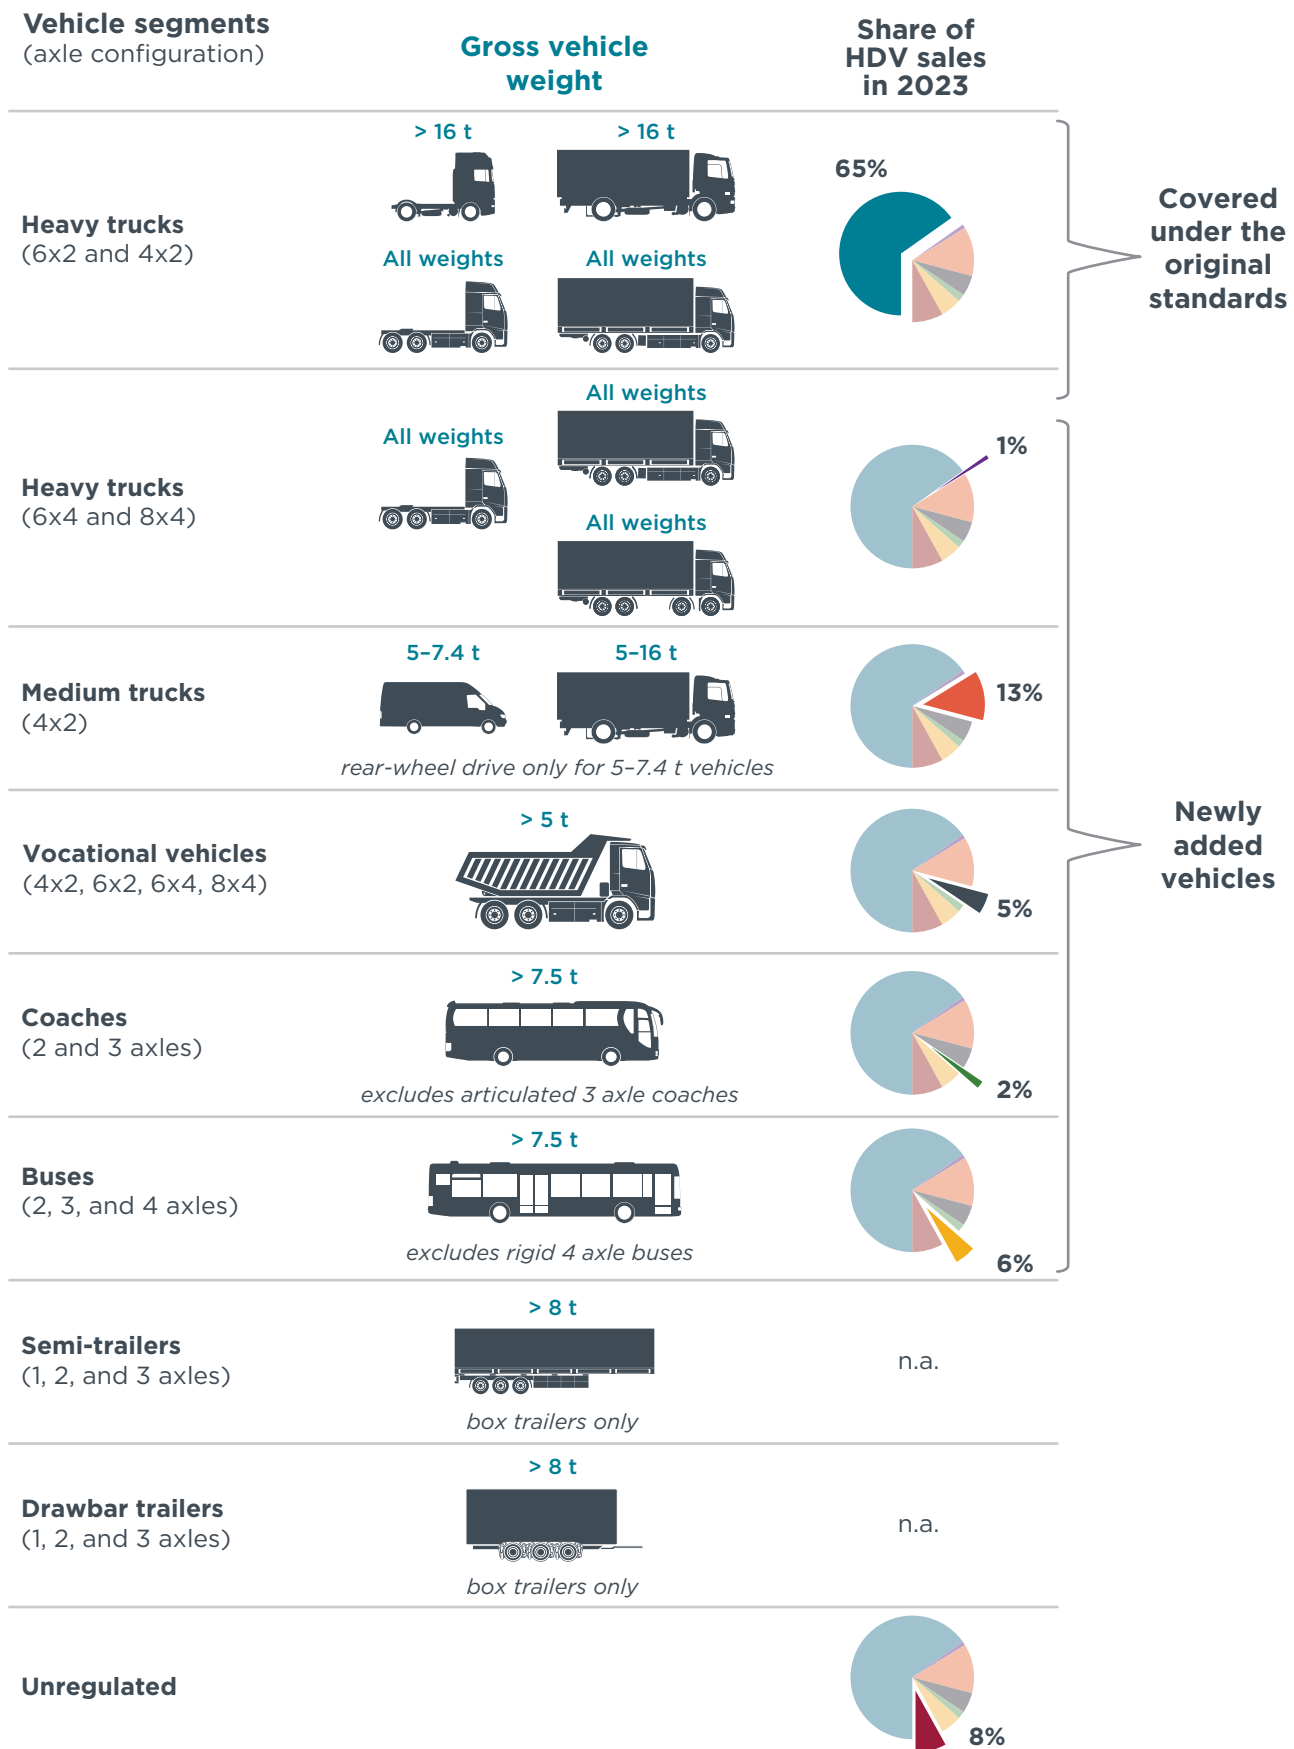 Vehicle segments
(axle configuration)
Gross vehicle
weight
Share of
HDV sales
in 2023
Heavy trucks
(6x2 and 4x2)
> 16 t
> 16 t
All weights
All weights
65%
Covered
under the
original
standards
Heavy trucks
(6x4 and 8x4)
All weights
All weights
All weights
1%
Medium trucks
(4x2)
5–7.4 t
5–16 t
rear-wheel drive only for 5–7.4 t vehicles
13%
Vocational vehicles
(4x2, 6x2, 6x4, 8x4)
> 5 t
5%
Newly
added
vehicles
Coaches
(2 and 3 axles)
> 7.5 t
excludes articulated 3 axle coaches
2%
Buses
(2, 3, and 4 axles)
> 7.5 t
excludes rigid 4 axle buses
6%
Semi-trailers
(1, 2, and 3 axles)
> 8 t
box trailers only
n.a.
Drawbar trailers
(1, 2, and 3 axles)
> 8 t
box trailers only
n.a.
Unregulated
8%